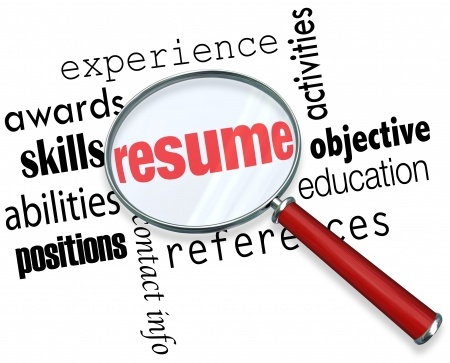 experience
activities
awards
skills
resume
objective
abilities
education
positions
contact info
references